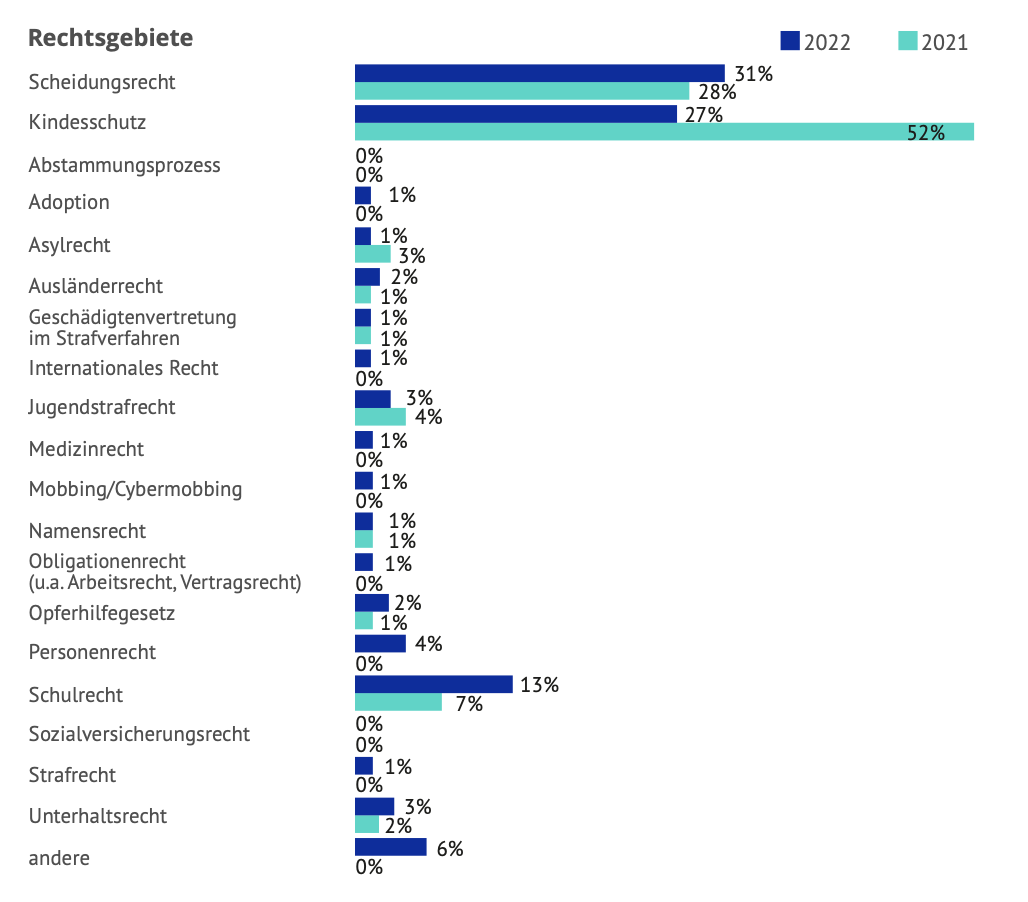 Rechtsgebiete
2022
2021
Scheidungsrecht
31%
28%
Kindesschutz
27%
52%
Abstammungsprozess
0%
0%
Adoption
1%
0%
Asylrecht
1%
3%
Ausländerrecht
2%
1%
Geschädigtenvertretung
im Strafverfahren
1%
1%
Internationales Recht
1%
0%
Jugendstrafrecht
3%
4%
Medizinrecht
1%
0%
Mobbing/Cybermobbing
1%
0%
Namensrecht
1%
1%
Obligationenrecht
(u.a. Arbeitsrecht, Vertragsrecht)
1%
0%
Opferhilfegesetz
2%
1%
Personenrecht
4%
0%
Schulrecht
13%
7%
Sozialversicherungsrecht
0%
0%
Strafrecht
1%
0%
Unterhaltsrecht
3%
2%
andere
6%
0%